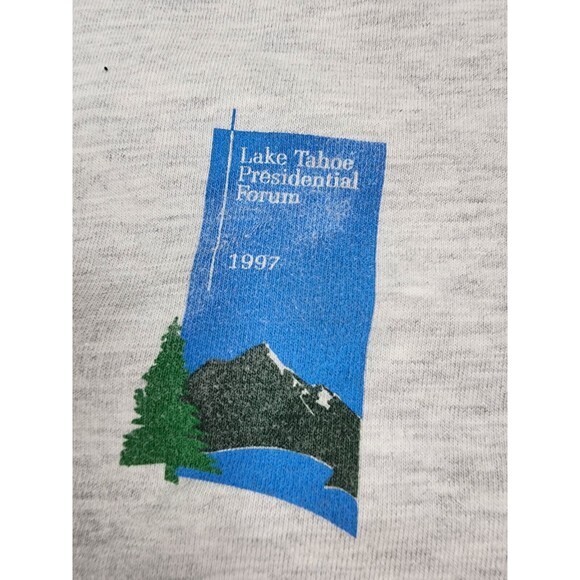 Lake Tahoe
Presidential
Forum
1997